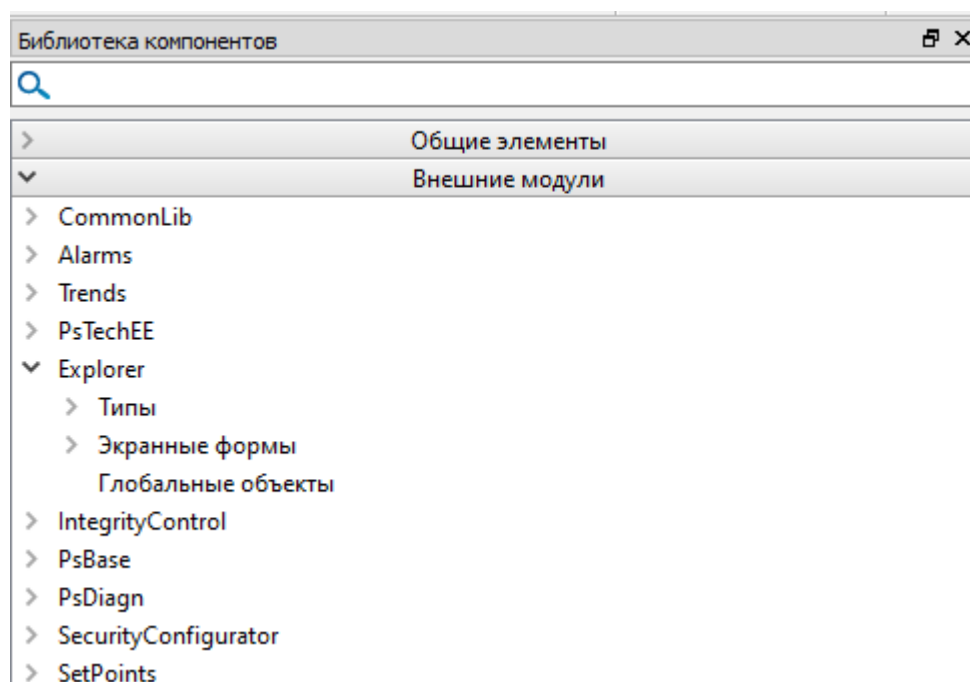 Библиотека компонентов
Общие элементы
Внешние модули
CommonLib
Alarms
Trends
PsTechEE
Explorer
Типы
Экранные формы
Глобальные объекты
IntegrityControl
PsBase
PsDiagn
SecurityConfigurator
SetPoints